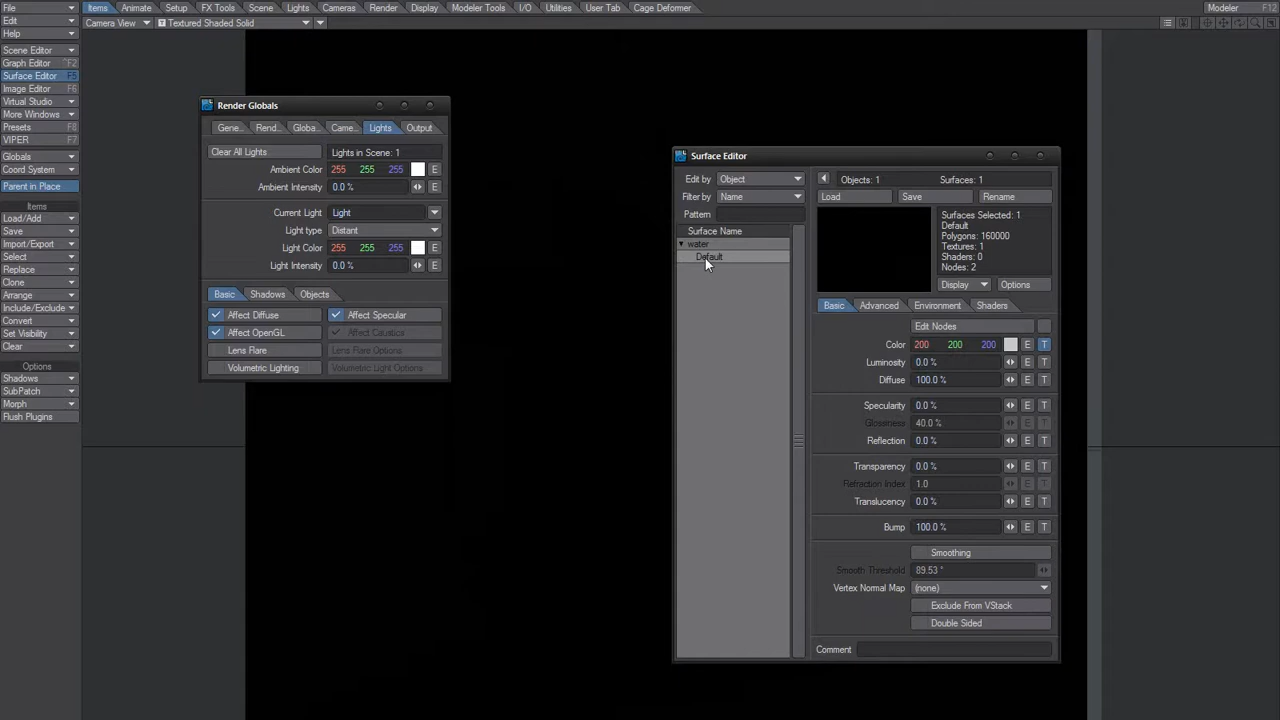 File Items Animate Setup FX Tools Scene Lights Cameras Render Display Modeler Tools I/O Utilities User Tab Cage Deformer Modeler F12
Edit Camera View Textured Shaded Solid
Help
Scene Editor
Graph Editor ^F2
Surface Editor F5
Image Editor F6
Virtual Studio
More Windows
Presets F8
VIPER F7
Globals
Coord System
Parent in Place
Items
Load/Add
Save
Import/Export
Select
Replace
Clone
Arrange
Include/Exclude
Convert
Set Visibility
Clear
Options
Shadows
SubPatch
Morph
Flush Plugins
Render Globals
Gene... Rend... Globa... Came... Lights Output
Clear All Lights Lights in Scene: 1
Ambient Color 255 255 255 E
Ambient Intensity 0.0 %
Current Light Light
Light type Distant
Light Color 255 255 255 E
Light Intensity 0.0 % E
Basic Shadows Objects
Affect Diffuse Affect Specular
Affect OpenGL Affect Caustics
Lens Flare Lens Flare Options
Volumetric Lighting Volumetric Light Options
Surface Editor
Edit by Object
Filter by Name
Pattern
Surface Name
water
Default
Objects: 1 Surfaces: 1
Load Save Rename
Surfaces Selected: 1
Default
Polygons: 160000
Textures: 1
Shaders: 0
Nodes: 2
Display Options
Basic Advanced Environment Shaders
Edit Nodes
Color 200 200 200 E T
Luminosity 0.0 % E T
Diffuse 100.0 % E T
Specularity 0.0 % E T
Glossiness 40.0 % E T
Reflection 0.0 % E T
Transparency 0.0 % E T
Refraction Index 1.0 E T
Translucency 0.0 % E T
Bump 100.0 % E T
Smoothing
Smooth Threshold 89.53 °
Vertex Normal Map (none)
Exclude From VStack
Double Sided
Comment